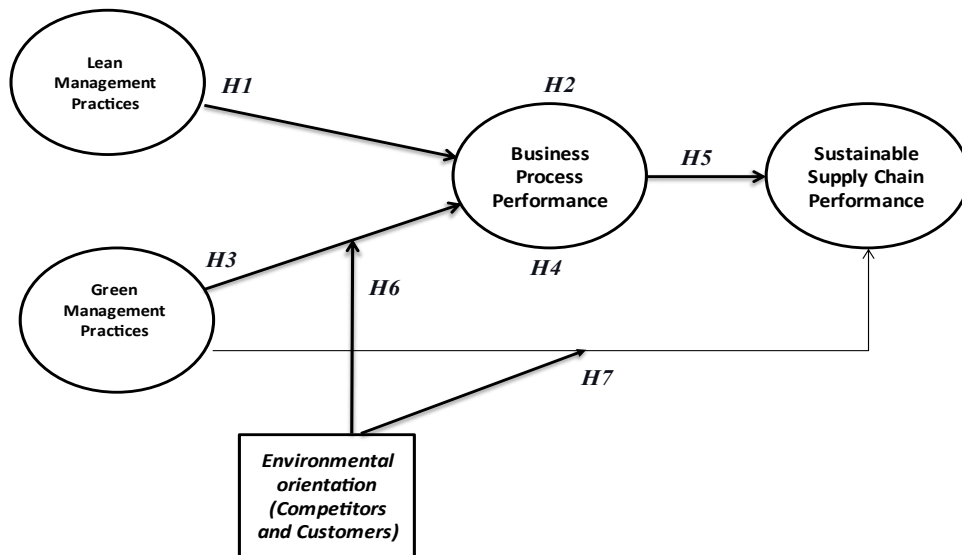 Lean
Management
Practices
H1
H2
Business
Process
Performance
H5
Sustainable
Supply Chain
Performance
H3
H4
Green
Management
Practices
H6
H7
Environmental
orientation
(Competitors
and Customers)